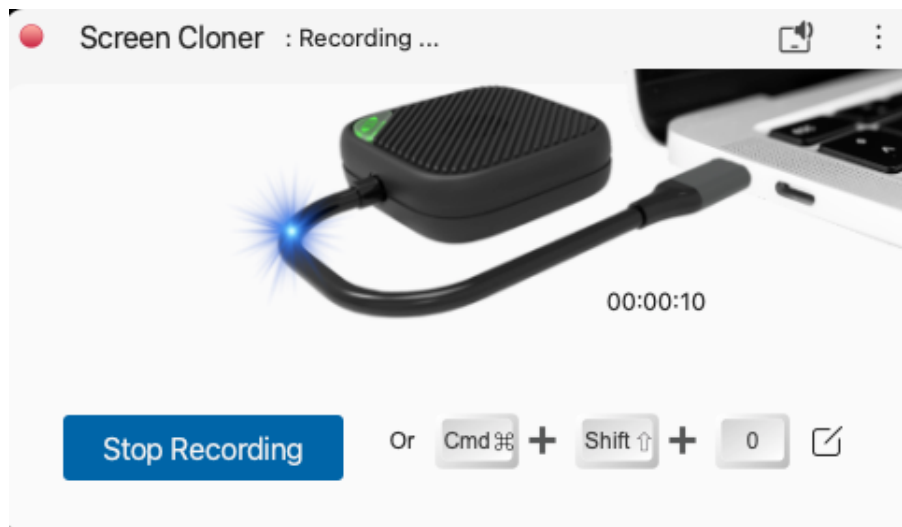 Screen Cloner : Recording ...
00:00:10
Stop Recording Or Cmd ⌘ + Shift ⇧ + 0